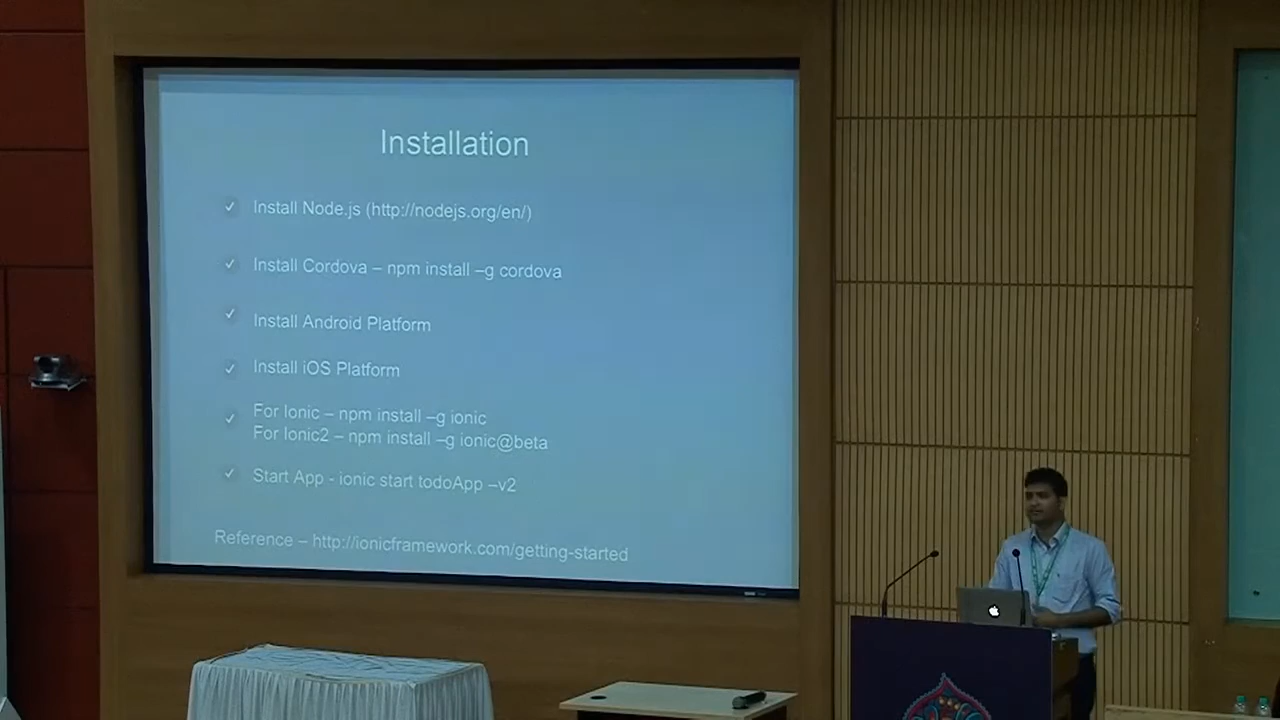 Installation
Install Node.js (http://nodejs.org/en/)
Install Cordova – npm install –g cordova
Install Android Platform
Install iOS Platform
For Ionic – npm install –g ionic
For Ionic2 – npm install –g ionic@beta
Start App - ionic start todoApp –v2
Reference – http://ionicframework.com/getting-started